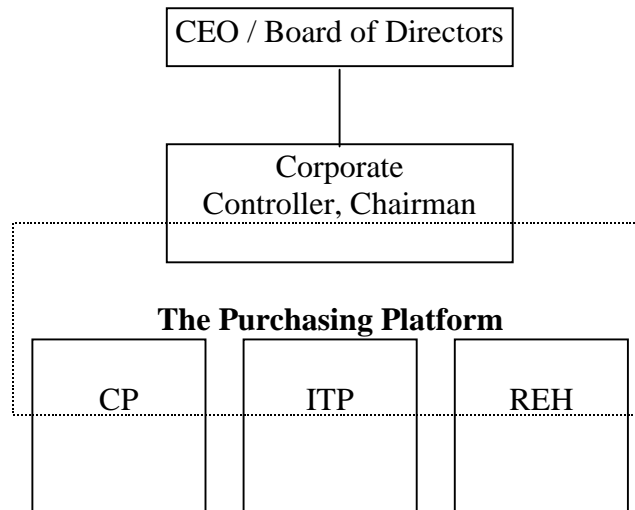 CEO / Board of Directors
Corporate
Controller, Chairman
The Purchasing Platform
CP ITP REH